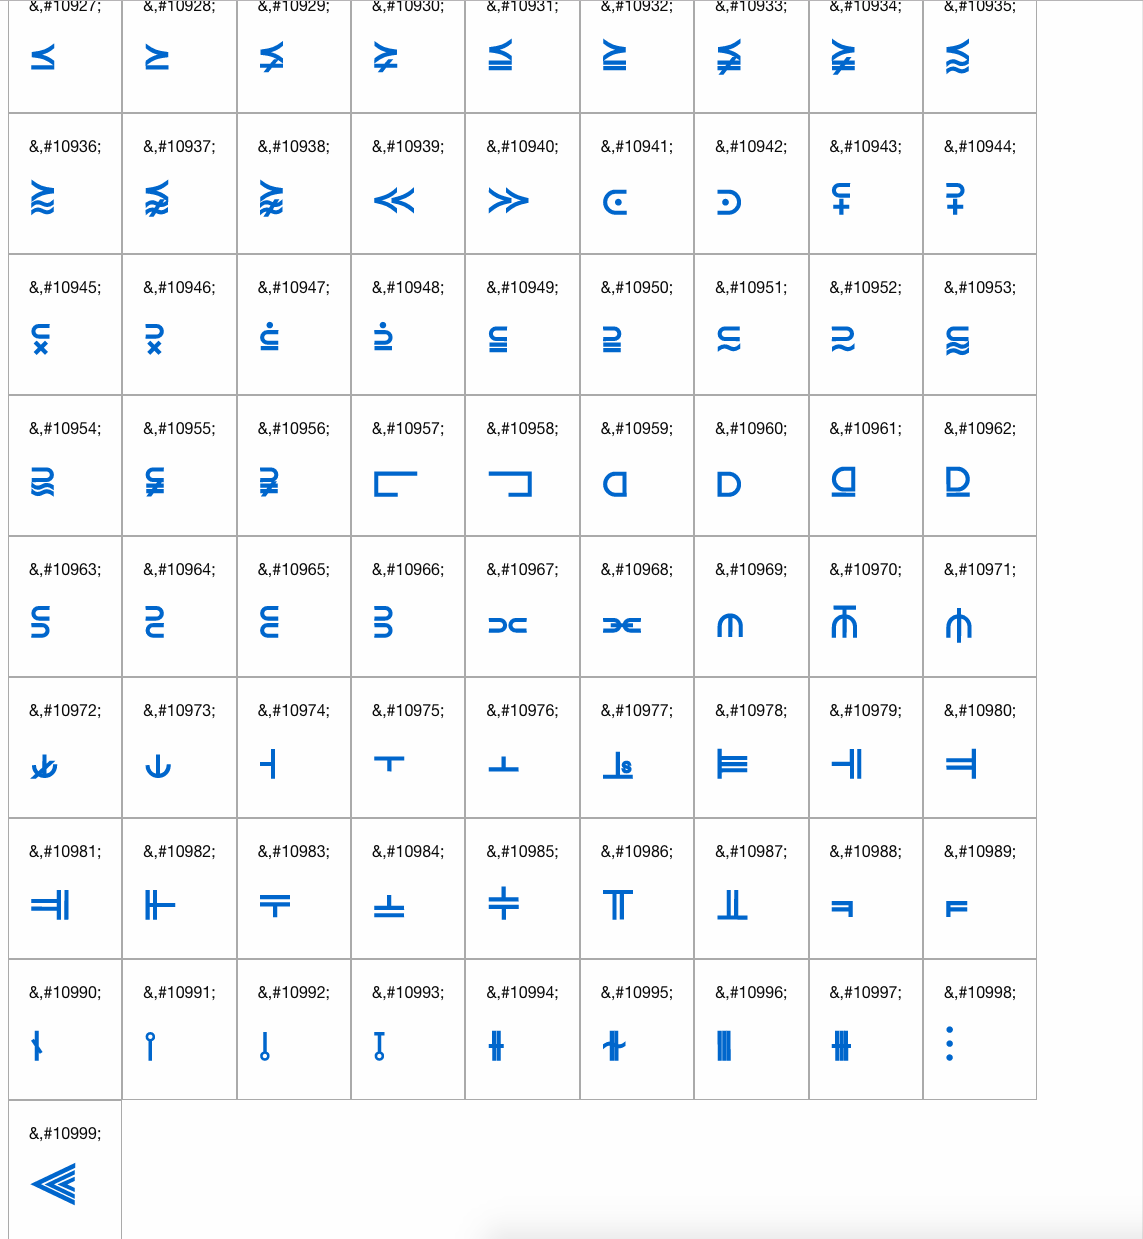 &,#10927; &,#10928; &,#10929; &,#10930; &,#10931; &,#10932; &,#10933; &,#10934; &,#10935;
⪯ ⪰ ⪱ ⪲ ⪳ ⪴ ⪵ ⪶ ⪷
&,#10936; &,#10937; &,#10938; &,#10939; &,#10940; &,#10941; &,#10942; &,#10943; &,#10944;
⪸ ⪹ ⪺ ⪻ ⪼ ⪽ ⪾ ⪿ ⫀
&,#10945; &,#10946; &,#10947; &,#10948; &,#10949; &,#10950; &,#10951; &,#10952; &,#10953;
⫁ ⫂ ⫃ ⫄ ⫅ ⫆ ⫇ ⫈ ⫉
&,#10954; &,#10955; &,#10956; &,#10957; &,#10958; &,#10959; &,#10960; &,#10961; &,#10962;
⫊ ⫋ ⫌ ⫍ ⫎ ⫏ ⫐ ⫑ ⫒
&,#10963; &,#10964; &,#10965; &,#10966; &,#10967; &,#10968; &,#10969; &,#10970; &,#10971;
⫓ ⫔ ⫕ ⫖ ⫗ ⫘ ⫙ ⫚ ⫛
&,#10972; &,#10973; &,#10974; &,#10975; &,#10976; &,#10977; &,#10978; &,#10979; &,#10980;
⫝̸ ⫝ ⫞ ⫟ ⫠ ⫡ ⫢ ⫣ ⫤
&,#10981; &,#10982; &,#10983; &,#10984; &,#10985; &,#10986; &,#10987; &,#10988; &,#10989;
⫥ ⫦ ⫧ ⫨ ⫩ ⫪ ⫫ ⫬ ⫭
&,#10990; &,#10991; &,#10992; &,#10993; &,#10994; &,#10995; &,#10996; &,#10997; &,#10998;
⫮ ⫯ ⫰ ⫱ ⫲ ⫳ ⫴ ⫵ ⫶
&,#10999;
⫷